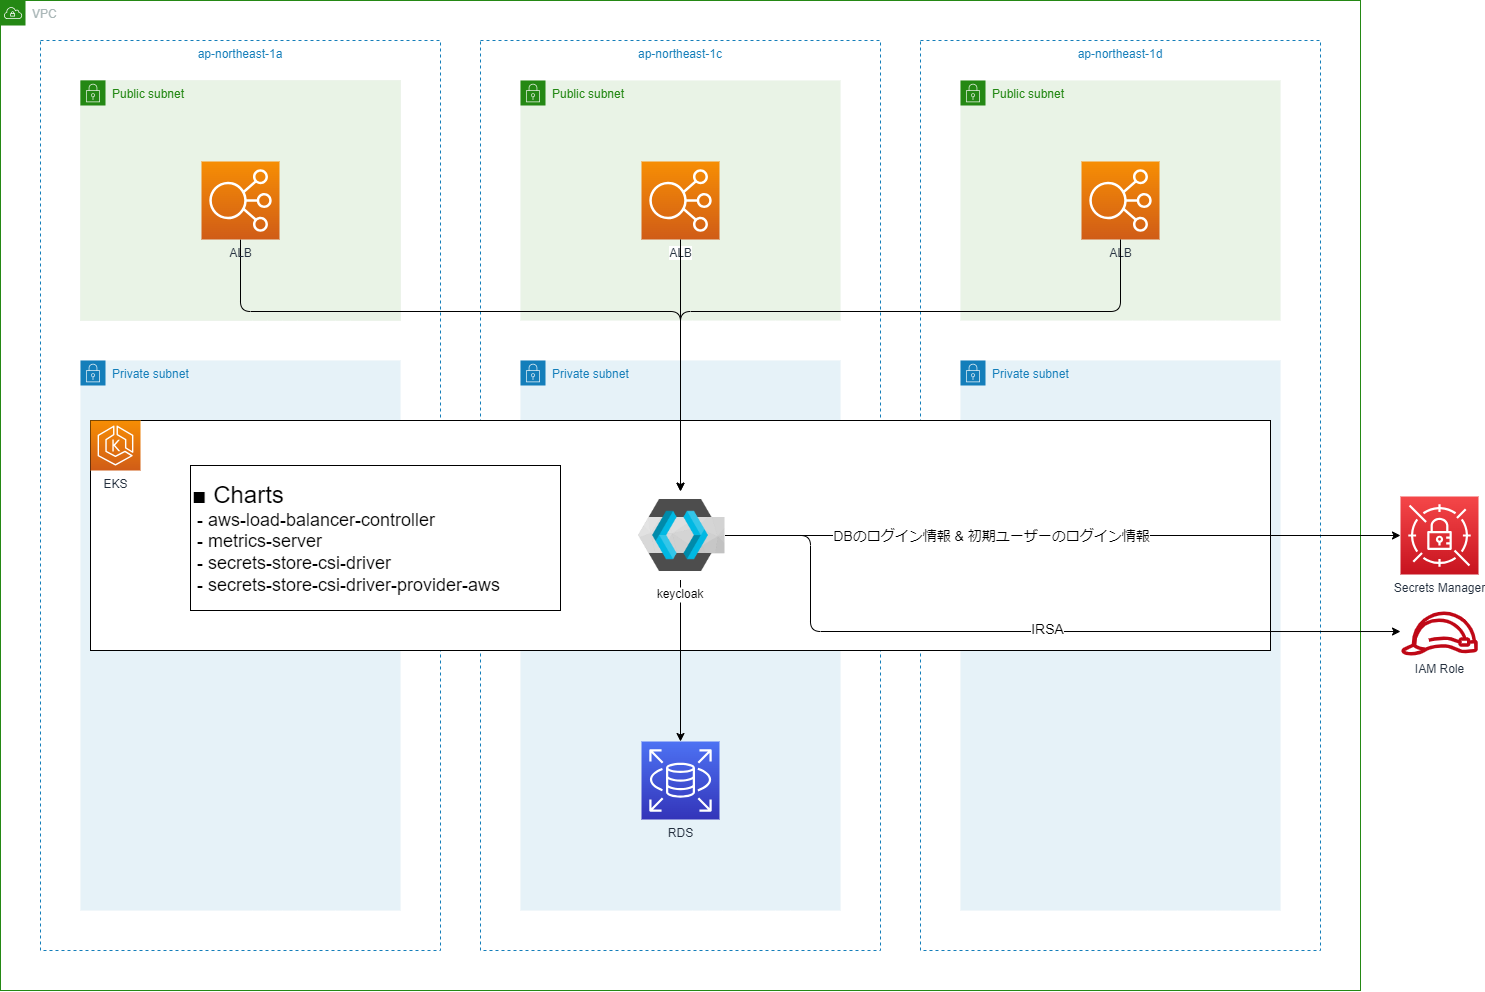 VPC
ap-northeast-1a
ap-northeast-1c
ap-northeast-1d
Public subnet
Public subnet
Public subnet
ALB
ALB
ALB
Private subnet
Private subnet
Private subnet
EKS
■ Charts
- aws-load-balancer-controller
- metrics-server
- secrets-store-csi-driver
- secrets-store-csi-driver-provider-aws
keycloak
DBのログイン情報 & 初期ユーザーのログイン情報
Secrets Manager
IRSA
IAM Role
RDS